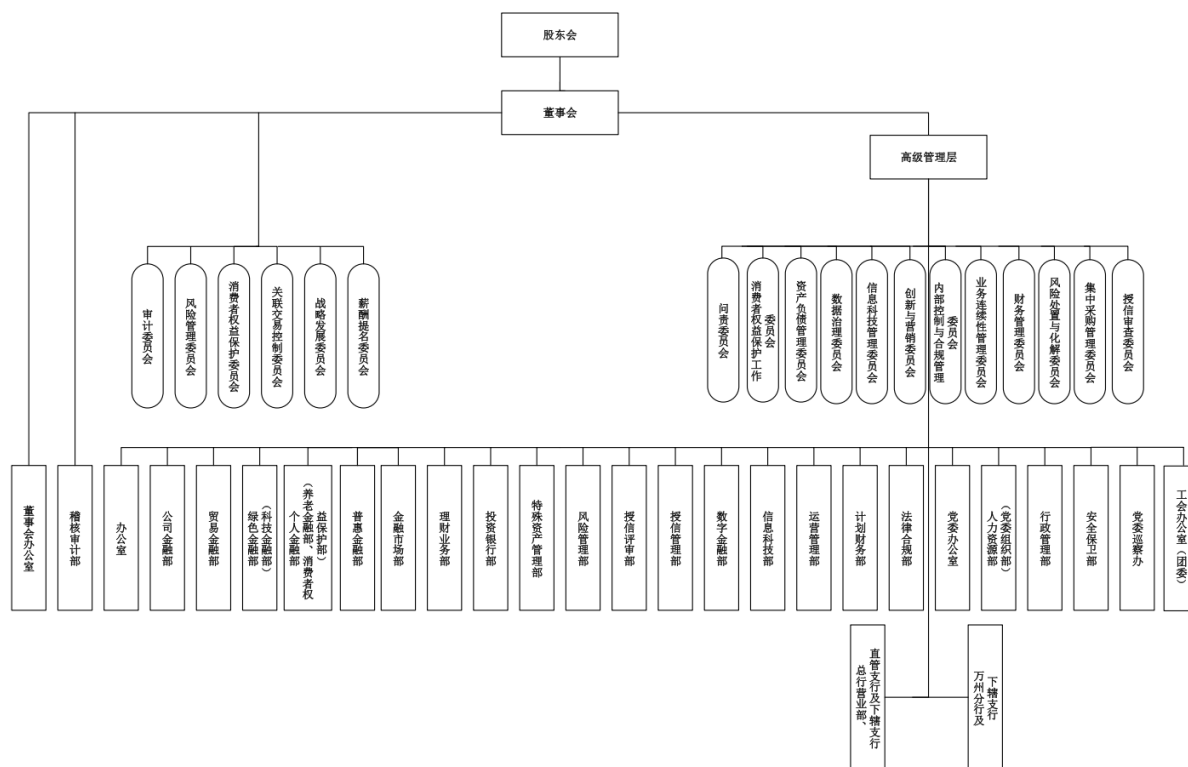 股东会
董事会
高级管理层
审计委员会
风险管理委员会
消费者权益保护委员会
关联交易控制委员会
战略发展委员会
薪酬提名委员会
问责委员会
消费者权益保护工作
委员会
资产负债管理委员会
数据治理委员会
信息科技管理委员会
创新与营销委员会
内部控制与合规管理
委员会
业务连续性管理委员会
财务管理委员会
风险处置与化解委员会
集中采购管理委员会
授信审查委员会
董事会办公室
稽核审计部
办公室
公司金融部
贸易金融部
绿色金融部
（科技金融部）
个人金融部
（养老金融部、消费者权
益保护部）
普惠金融部
金融市场部
理财业务部
投资银行部
特殊资产管理部
风险管理部
授信评审部
授信管理部
数字金融部
信息科技部
运营管理部
计划财务部
法律合规部
党委办公室
人力资源部
（党委组织部）
行政管理部
安全保卫部
党委巡察办
工会办公室（团委）
总行营业部、
直管支行及下辖支行
万州分行及
下辖支行